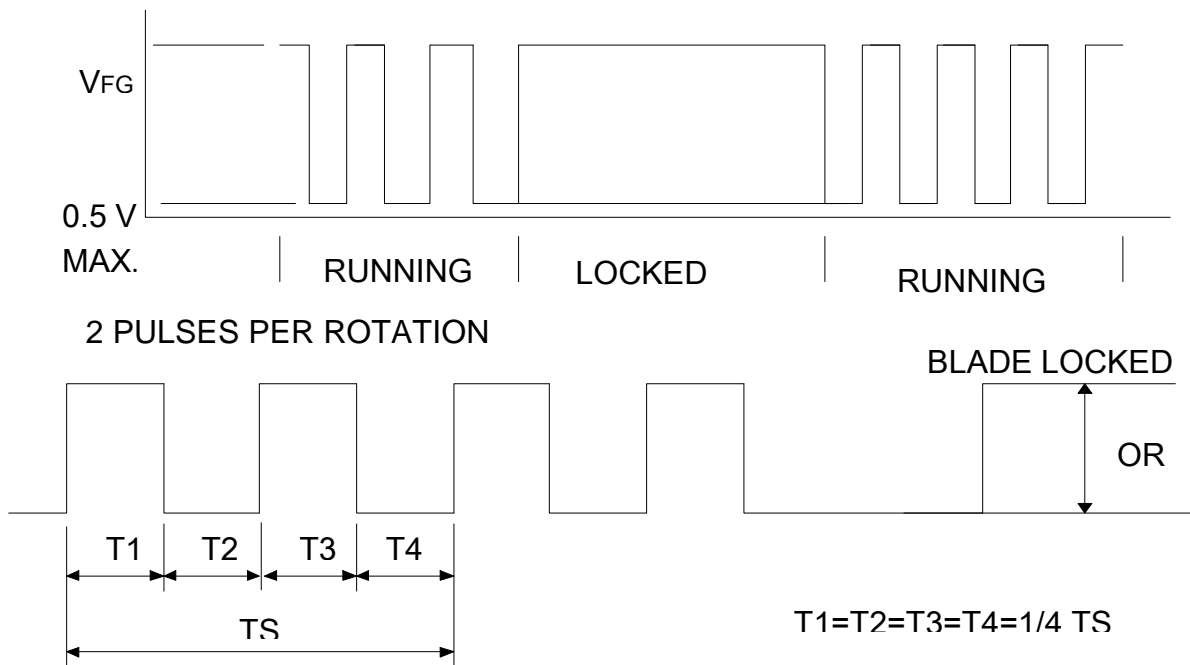 VFG
0.5 V
MAX.
RUNNING
LOCKED
RUNNING
2 PULSES PER ROTATION
BLADE LOCKED
OR
T1
T2
T3
T4
TS
T1=T2=T3=T4=1/4 TS